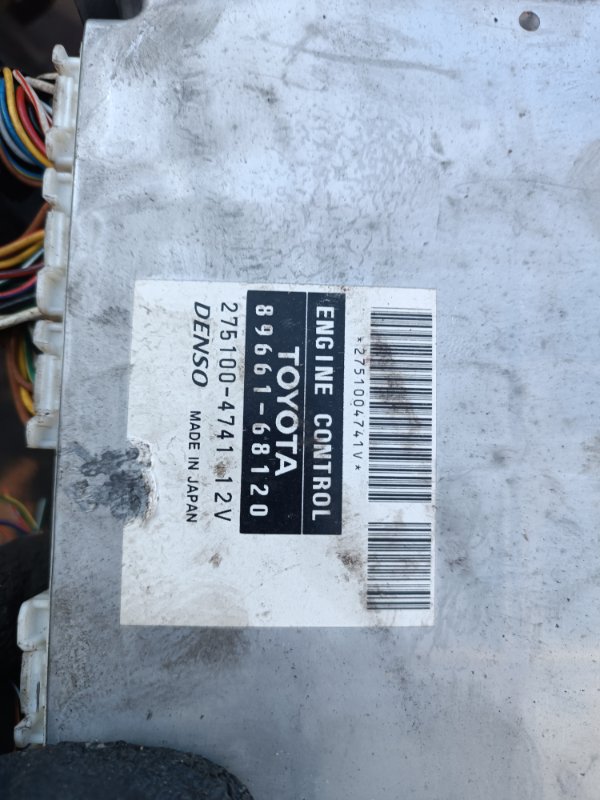 *2751004741V*
ENGINE CONTROL
TOYOTA
89661-68120
275100-4741 12V
DENSO MADE IN JAPAN